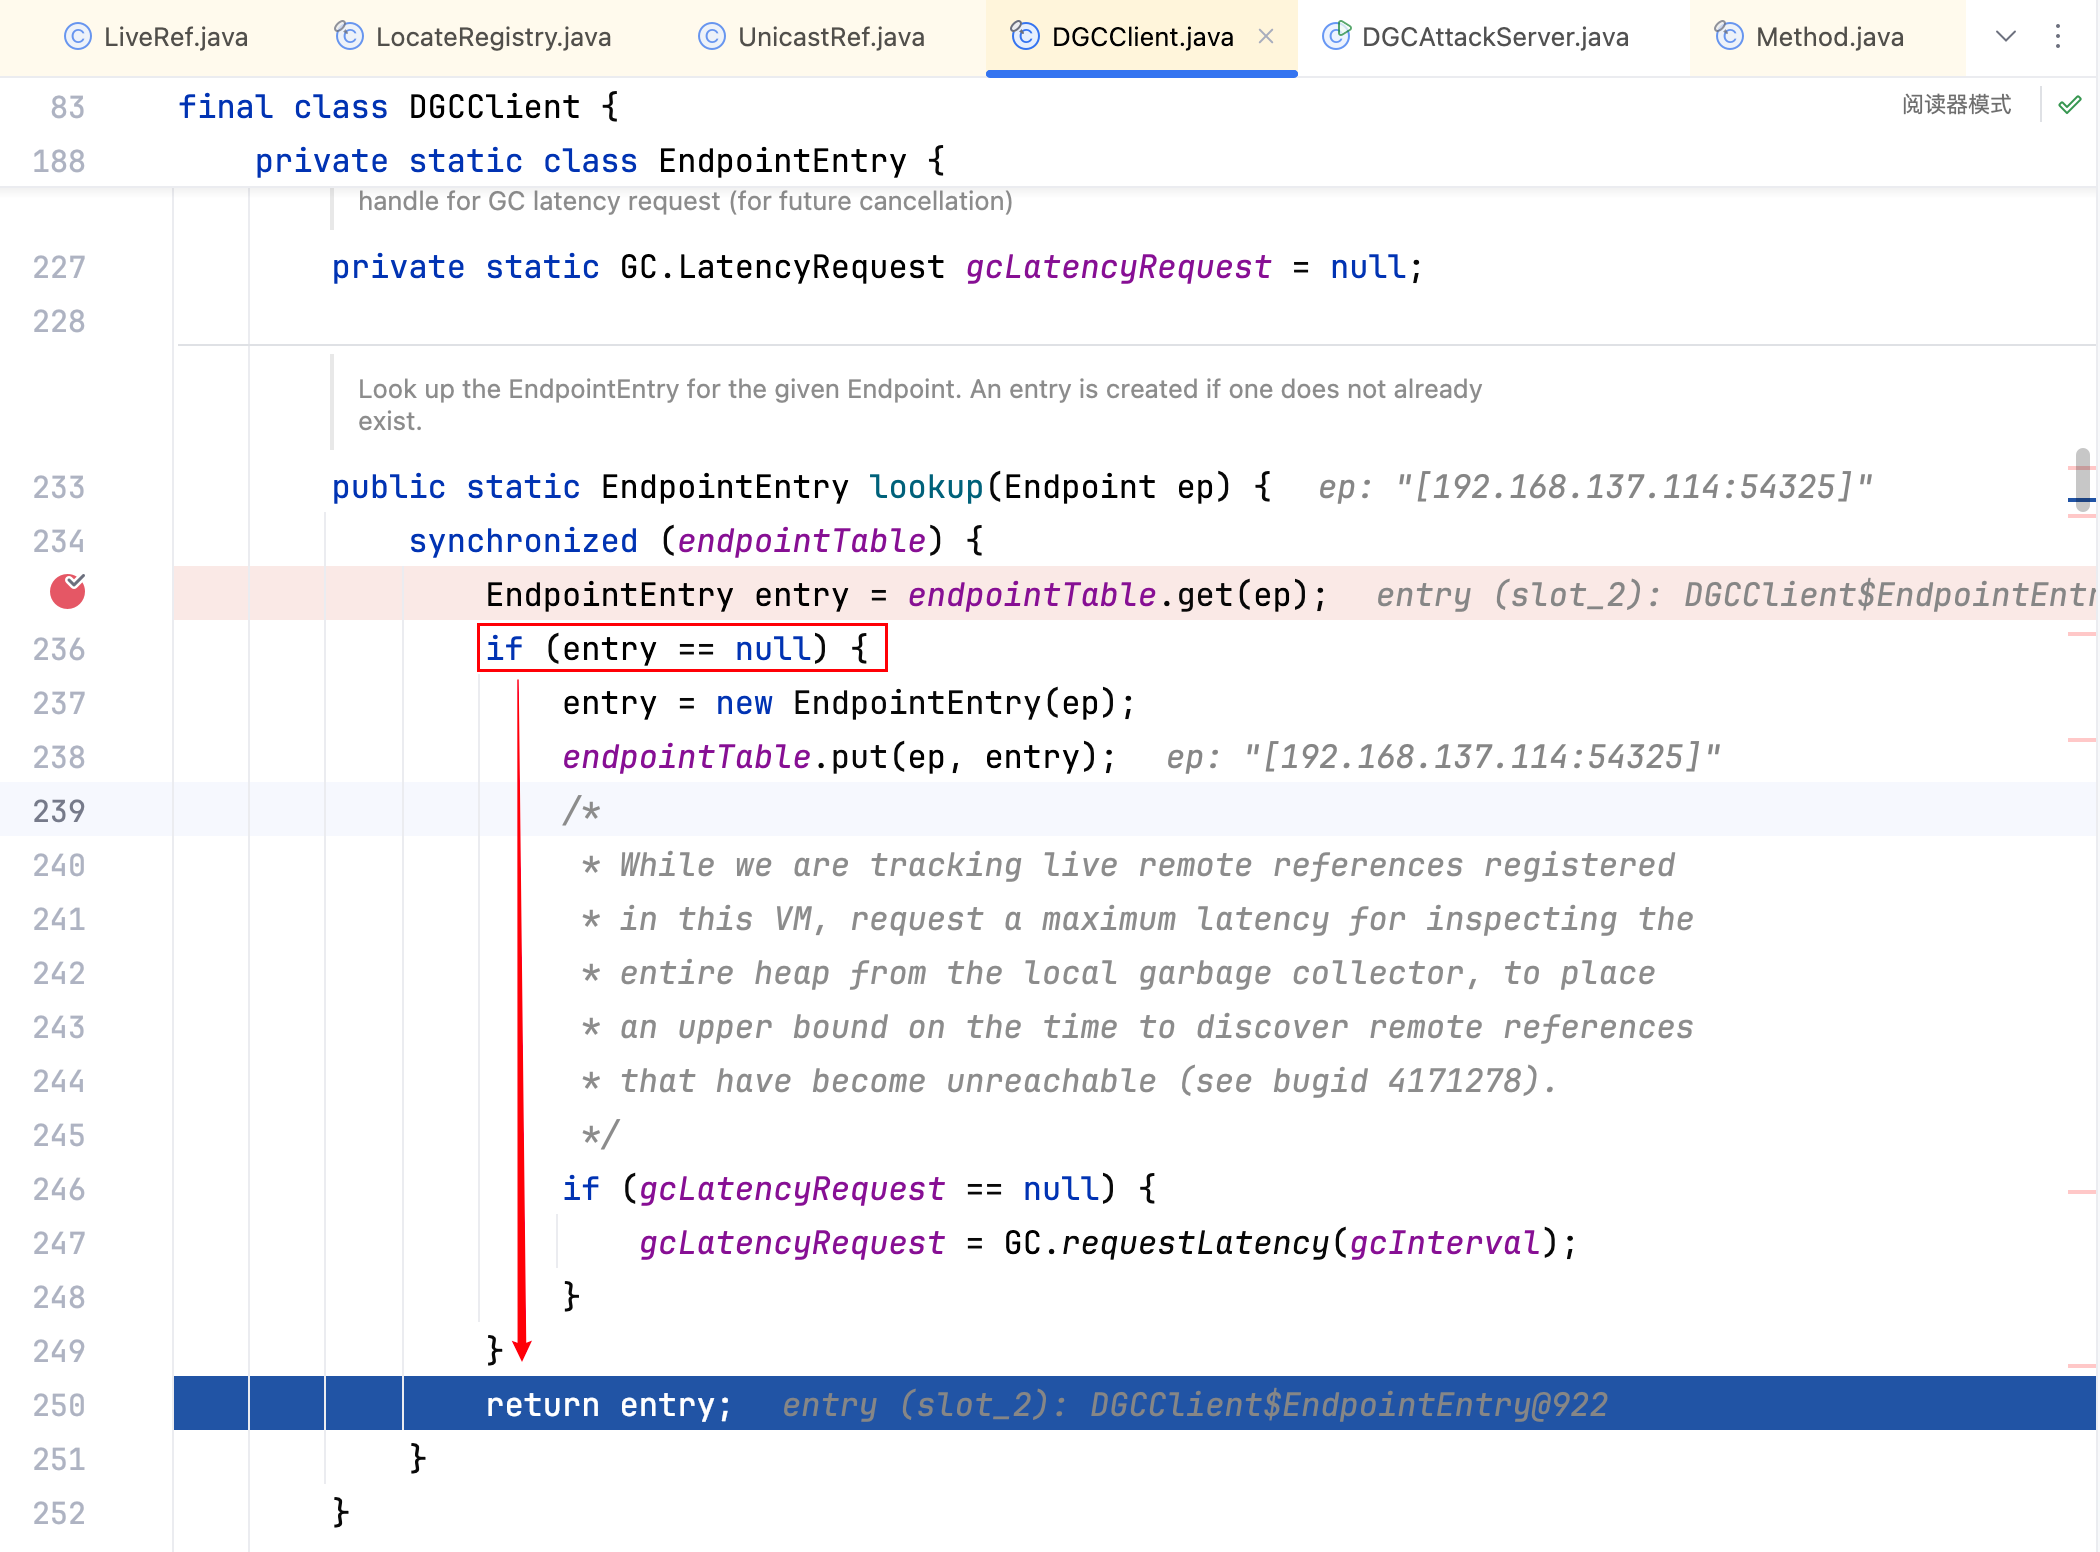 LiveRef.java LocateRegistry.java UnicastRef.java DGCClient.java DGCAttackServer.java Method.java
83 final class DGCClient {
阅读器模式
188 private static class EndpointEntry {
handle for GC latency request (for future cancellation)
227 private static GC.LatencyRequest gcLatencyRequest = null;
228
Look up the EndpointEntry for the given Endpoint. An entry is created if one does not already
exist.
233 public static EndpointEntry lookup(Endpoint ep) { ep: "[192.168.137.114:54325]"
234 synchronized (endpointTable) {
EndpointEntry entry = endpointTable.get(ep); entry (slot_2): DGCClient$EndpointEntr
236 if (entry == null) {
237 entry = new EndpointEntry(ep);
238 endpointTable.put(ep, entry); ep: "[192.168.137.114:54325]"
239 /*
240 * While we are tracking live remote references registered
241 * in this VM, request a maximum latency for inspecting the
242 * entire heap from the local garbage collector, to place
243 * an upper bound on the time to discover remote references
244 * that have become unreachable (see bugid 4171278).
245 */
246 if (gcLatencyRequest == null) {
247 gcLatencyRequest = GC.requestLatency(gcInterval);
248 }
249 }
250 return entry; entry (slot_2): DGCClient$EndpointEntry@922
251 }
252 }